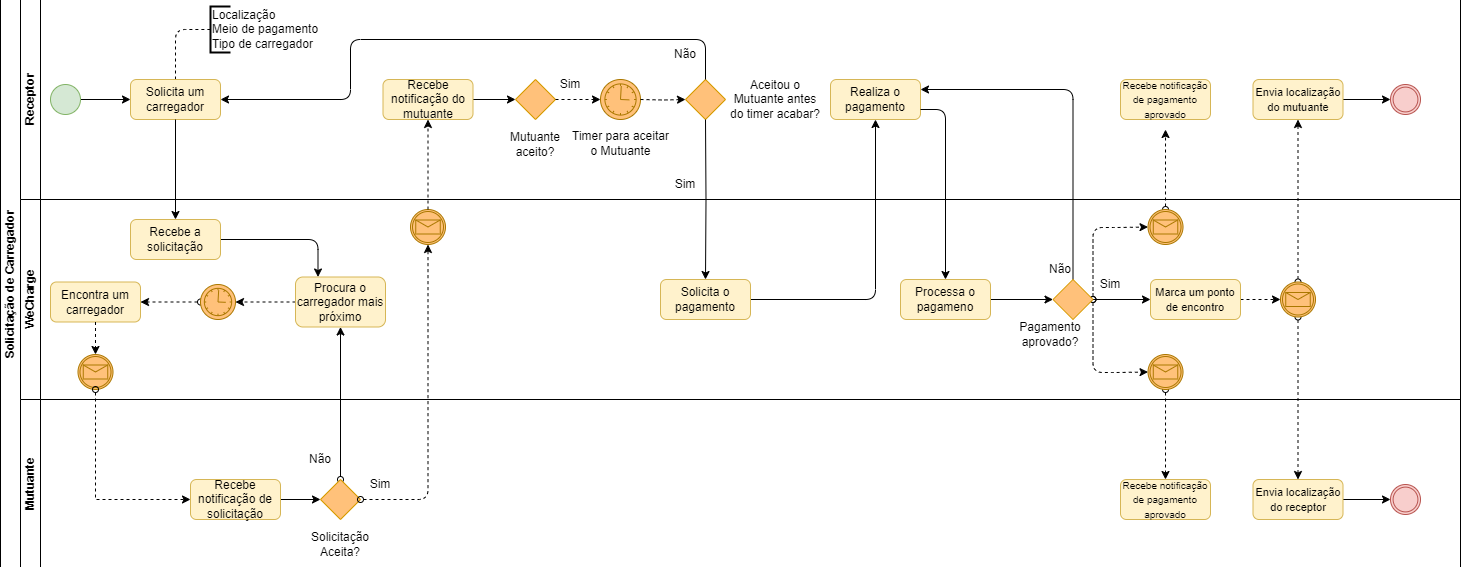 Solicitação de Carregador
Receptor
Localização
Meio de pagamento
Tipo de carregador
Solicita um
carregador
Recebe
notificação do
mutuante
Mutuante
aceito?
Sim
Timer para aceitar
o Mutuante
Não
Aceitou o
Mutuante antes
do timer acabar?
Sim
Realiza o
pagamento
Recebe notificação
de pagamento
aprovado
Envia localização
do mutuante
WeCharge
Recebe a
solicitação
Encontra um
carregador
Procura o
carregador mais
próximo
Solicita o
pagamento
Processa o
pagameno
Não
Sim
Pagamento
aprovado?
Marca um ponto
de encontro
Mutuante
Recebe
notificação de
solicitação
Não
Sim
Solicitação
Aceita?
Recebe notificação
de pagamento
aprovado
Envia localização
do receptor